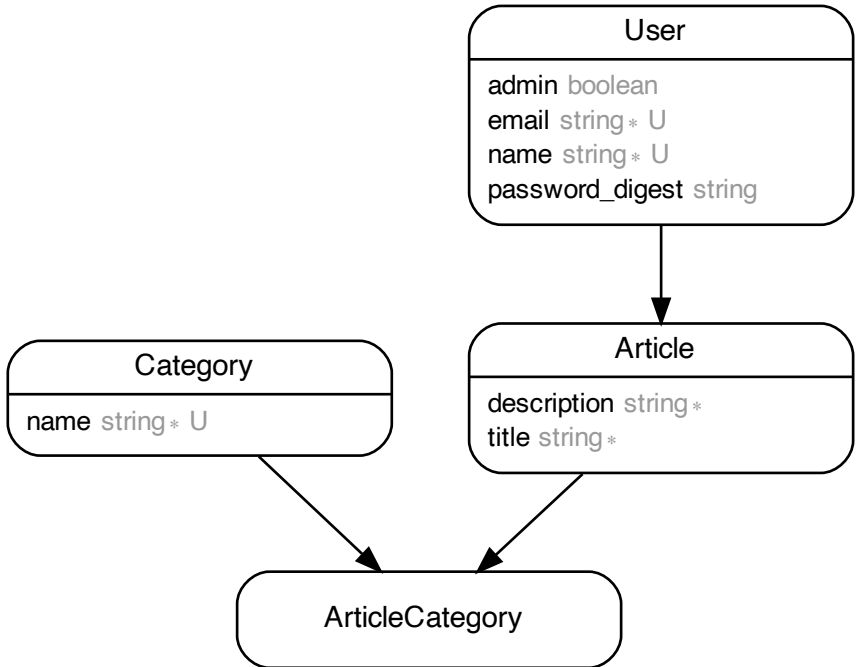 User
admin boolean
email string* U
name string* U
password_digest string
Category
name string* U
Article
description string*
title string*
ArticleCategory